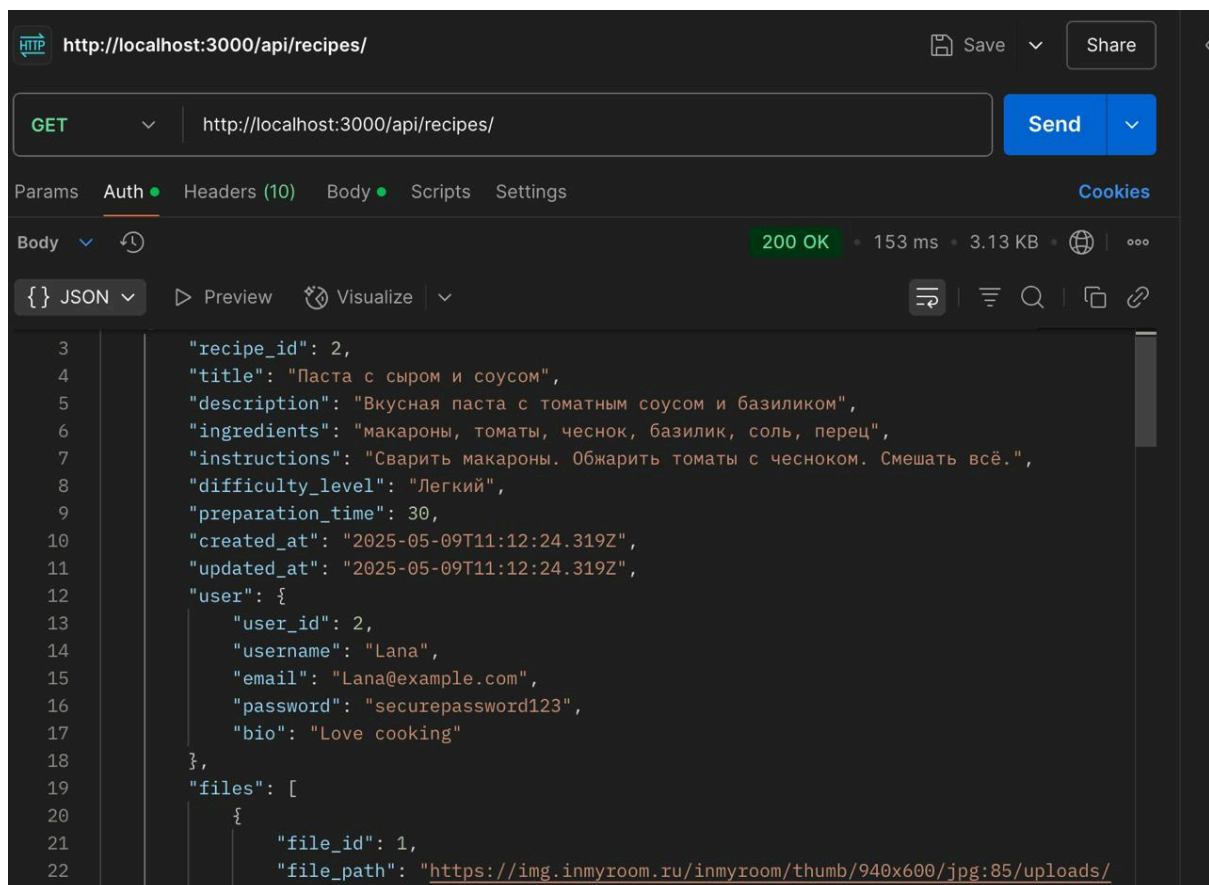 HTTP http://localhost:3000/api/recipes/ Save Share
GET http://localhost:3000/api/recipes/ Send
Params Auth Headers (10) Body Scripts Settings Cookies
Body 200 OK • 153 ms • 3.13 KB •
{} JSON Preview Visualize
3 "recipe_id": 2,
4 "title": "Паста с сыром и соусом",
5 "description": "Вкусная паста с томатным соусом и базиликом",
6 "ingredients": "макароны, томаты, чеснок, базилик, соль, перец",
7 "instructions": "Сварить макароны. Обжарить томаты с чесноком. Смешать всё.",
8 "difficulty_level": "Легкий",
9 "preparation_time": 30,
10 "created_at": "2025-05-09T11:12:24.319Z",
11 "updated_at": "2025-05-09T11:12:24.319Z",
12 "user": {
13 "user_id": 2,
14 "username": "Lana",
15 "email": "Lana@example.com",
16 "password": "securepassword123",
17 "bio": "Love cooking"
18 },
19 "files": [
20 {
21 "file_id": 1,
22 "file_path": "https://img.inmyroom.ru/inmyroom/thumb/940x600/jpg:85/uploads/